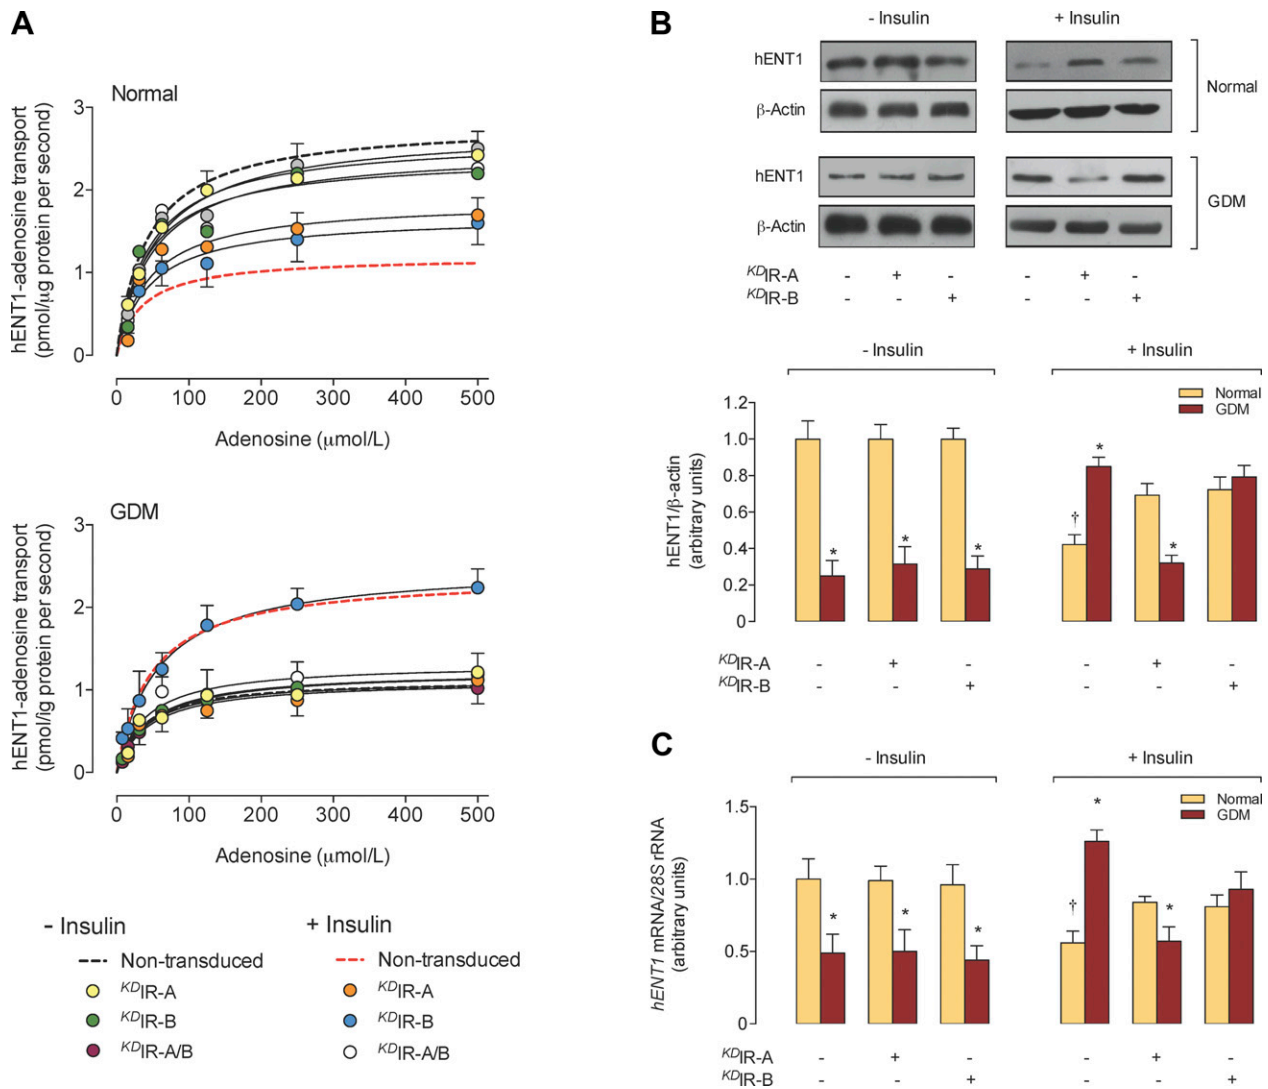 A
Normal
hENT1-adenosine transport
(pmol/μg protein per second)
3
2
1
0
0 100 200 300 400 500
Adenosine (μmol/L)
GDM
hENT1-adenosine transport
(pmol/ig protein per second)
3
2
1
0
0 100 200 300 400 500
Adenosine (μmol/L)
- Insulin
Non-transduced
KDIR-A
KDIR-B
KDIR-A/B
+ Insulin
Non-transduced
KDIR-A
KDIR-B
KDIR-A/B
B
- Insulin + Insulin
hENT1
β-Actin
Normal
hENT1
β-Actin
GDM
KDIR-A - + - - + -
KDIR-B - - + - - +
- Insulin + Insulin
Normal
GDM
hENT1/β-actin
(arbitrary units)
1.2
1.0
0.8
0.6
0.4
0.2
0
* * * † * *
KDIR-A - + - - + -
KDIR-B - - + - - +
C
- Insulin + Insulin
Normal
GDM
hENT1 mRNA/28S rRNA
(arbitrary units)
1.5
1.0
0.5
0
* * * † * *
KDIR-A - + - - + -
KDIR-B - - + - - +